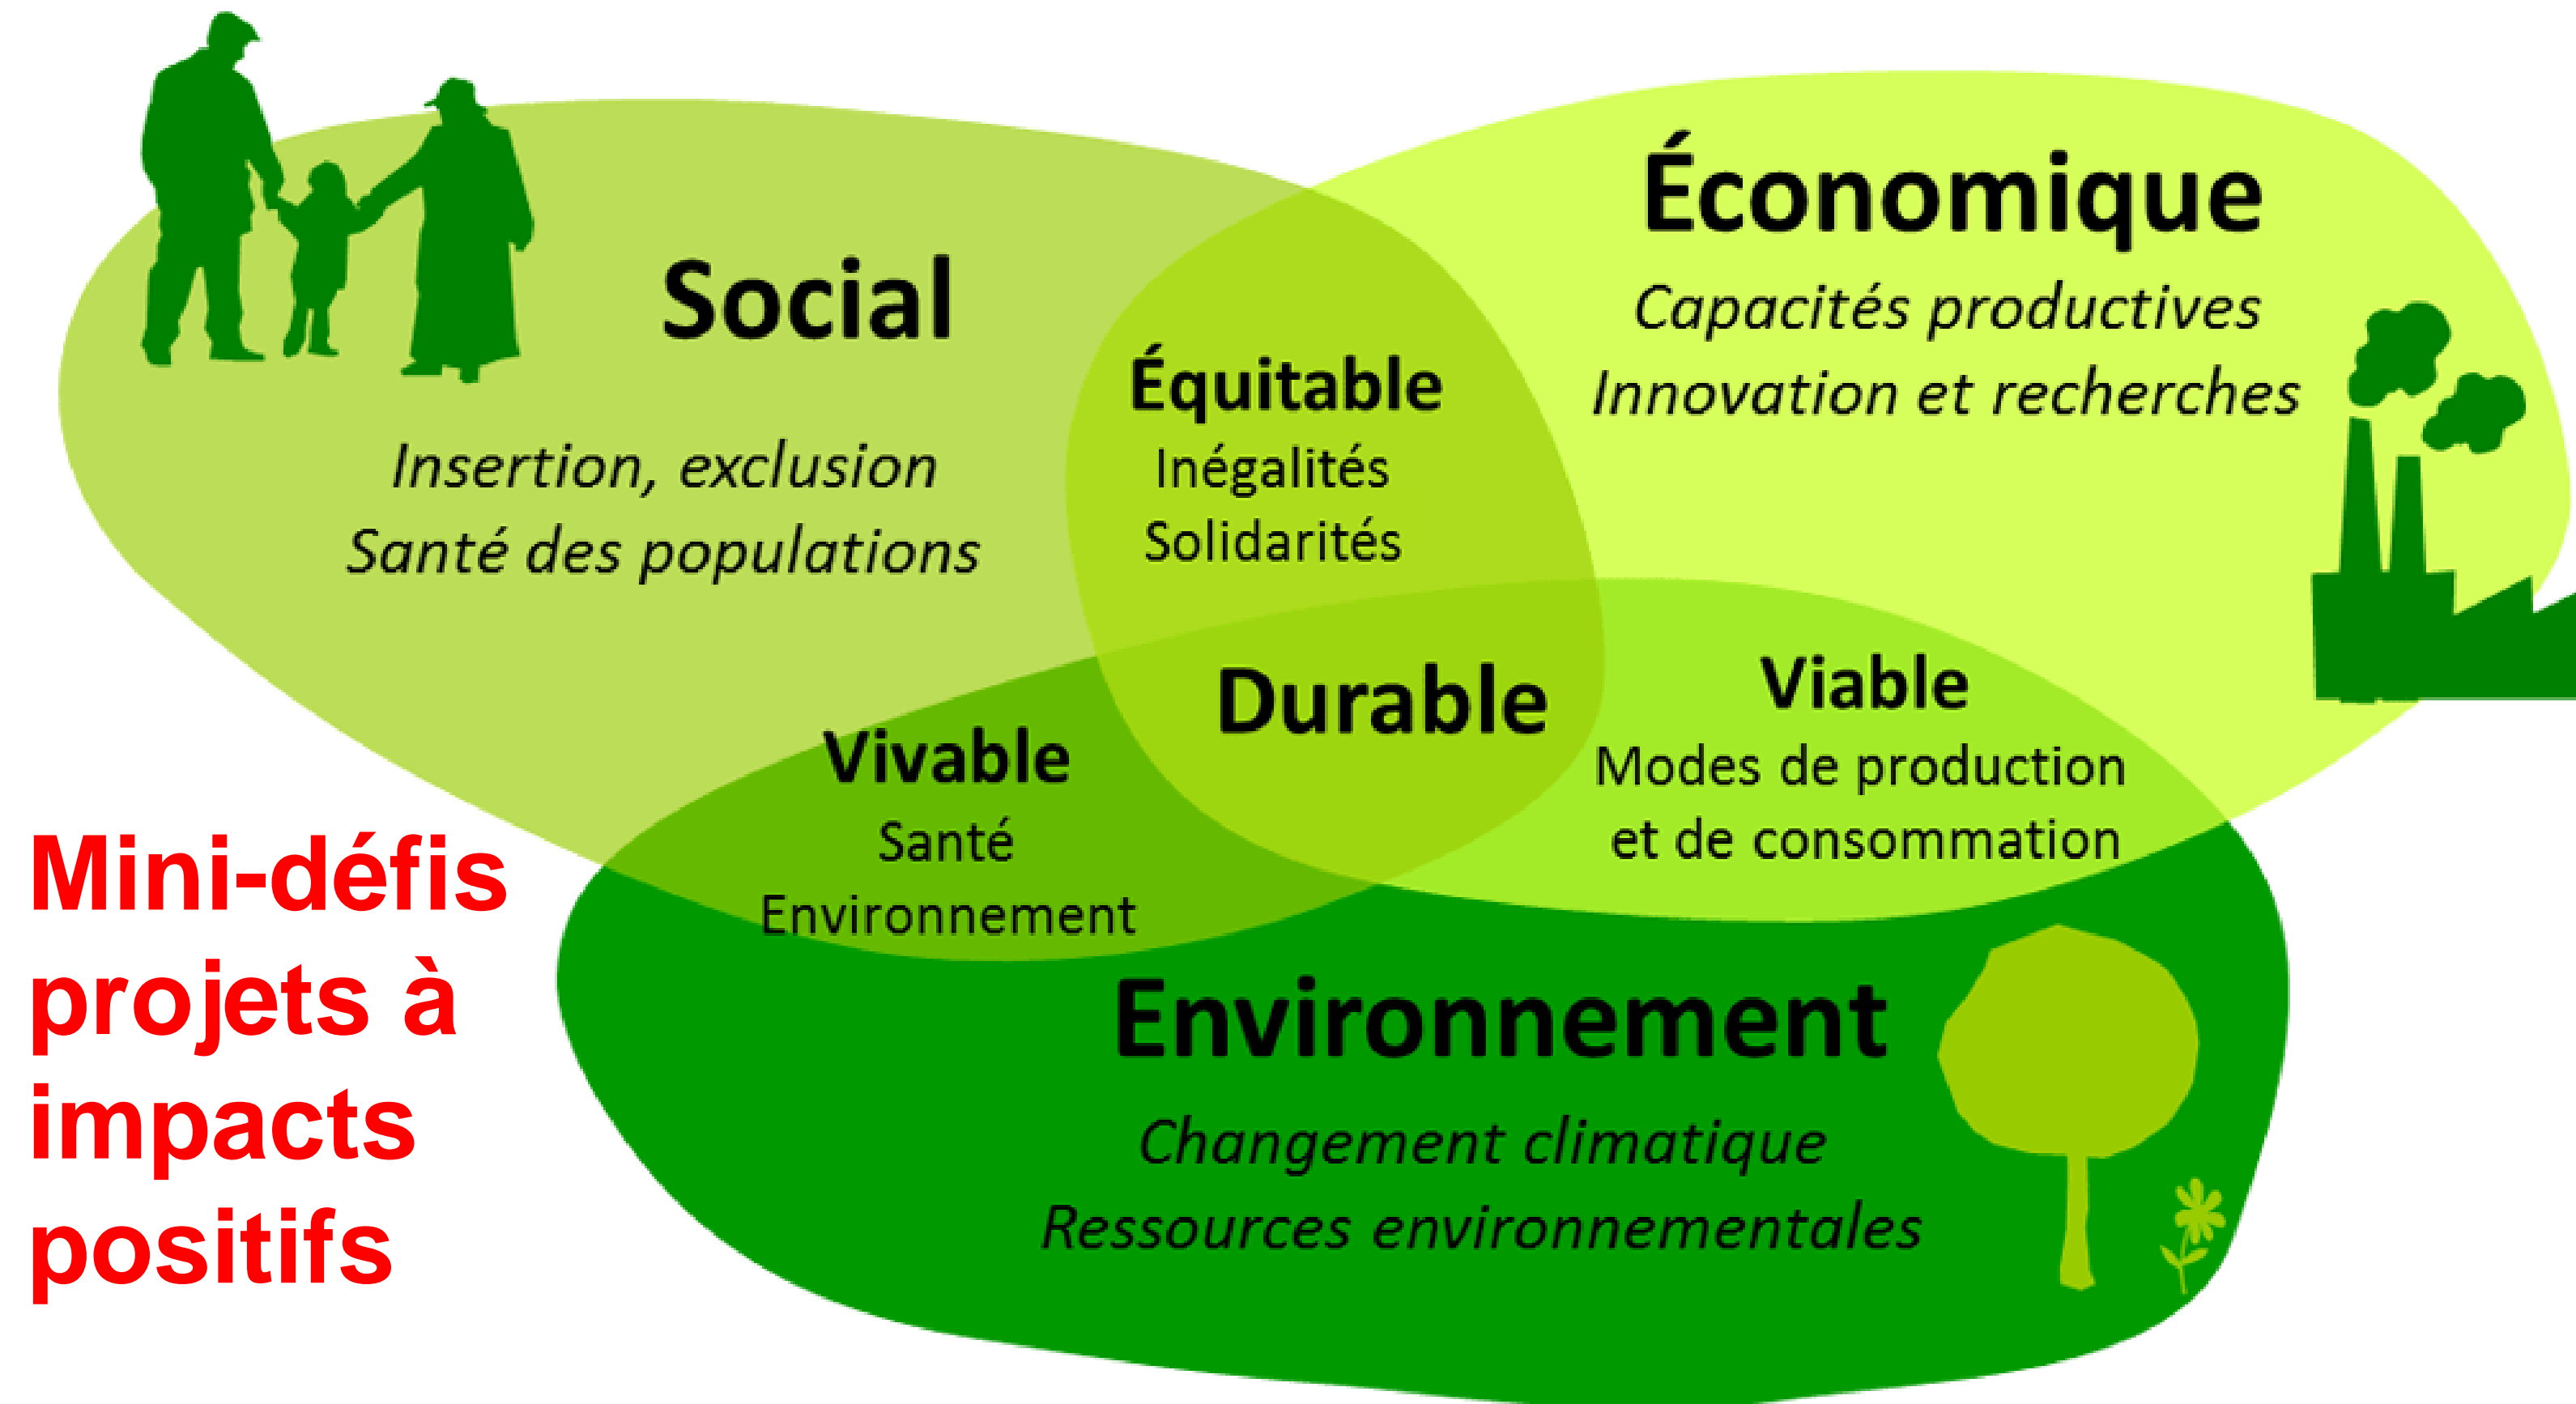 Social
Insertion, exclusion
Santé des populations
Économique
Capacités productives
Innovation et recherches
Équitable
Inégalités
Solidarités
Durable
Vivable
Santé
Environnement
Viable
Modes de production
et de consommation
Environnement
Changement climatique
Ressources environnementales
Mini-défis
projets à
impacts
positifs